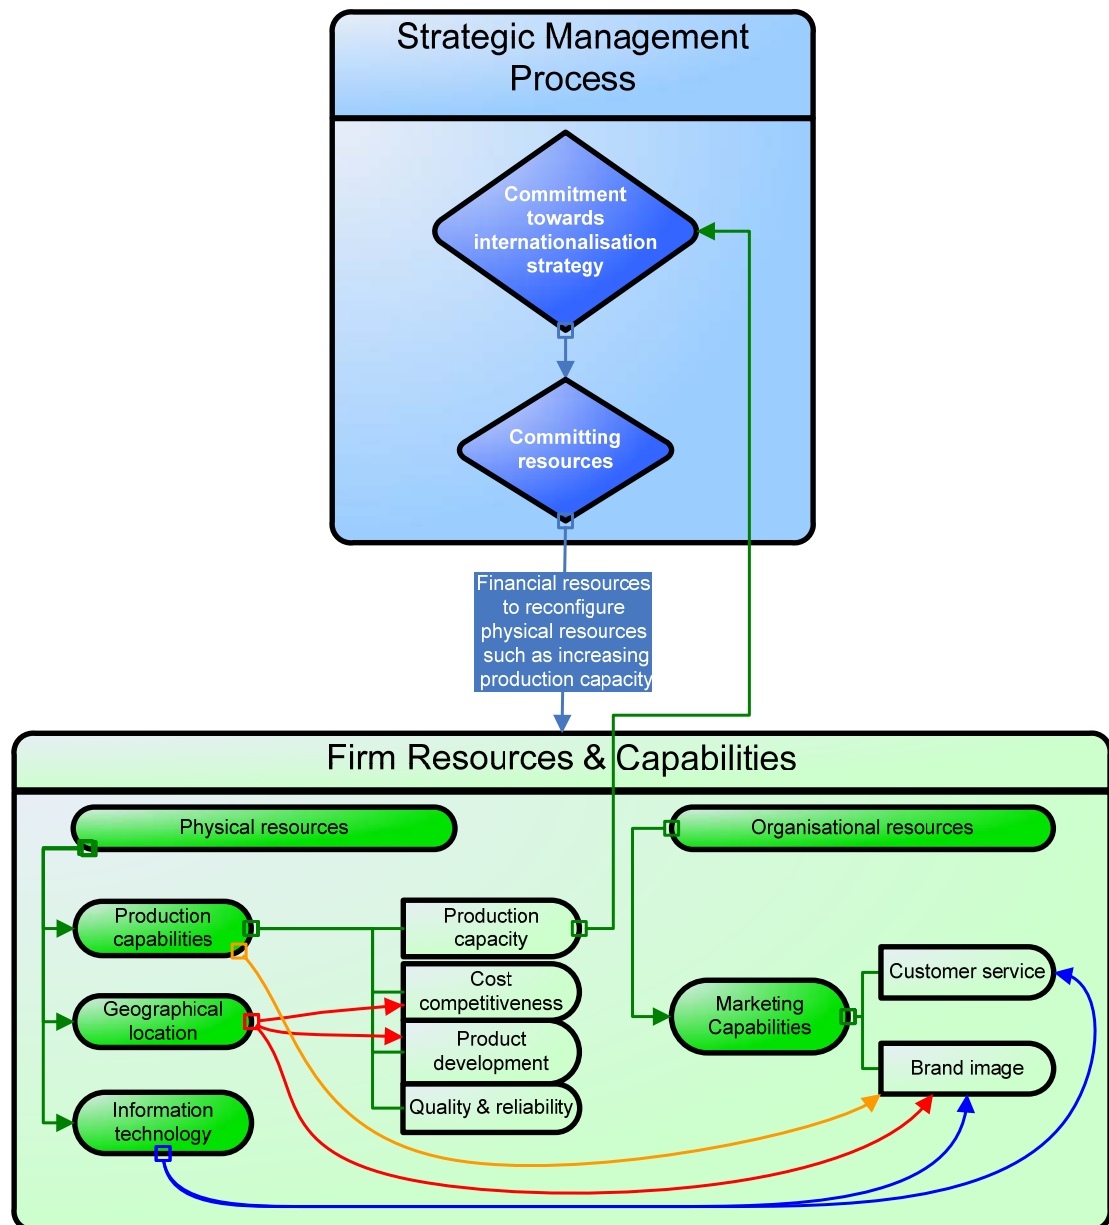 Strategic Management
Process
Commitment
towards
internationalisation
strategy
Committing
resources
Financial resources
to reconfigure
physical resources
such as increasing
production capacity
Firm Resources & Capabilities
Physical resources
Organisational resources
Production
capabilities
Production
capacity
Cost
competitiveness
Customer service
Geographical
location
Marketing
Capabilities
Product
development
Brand image
Information
technology
Quality & reliability